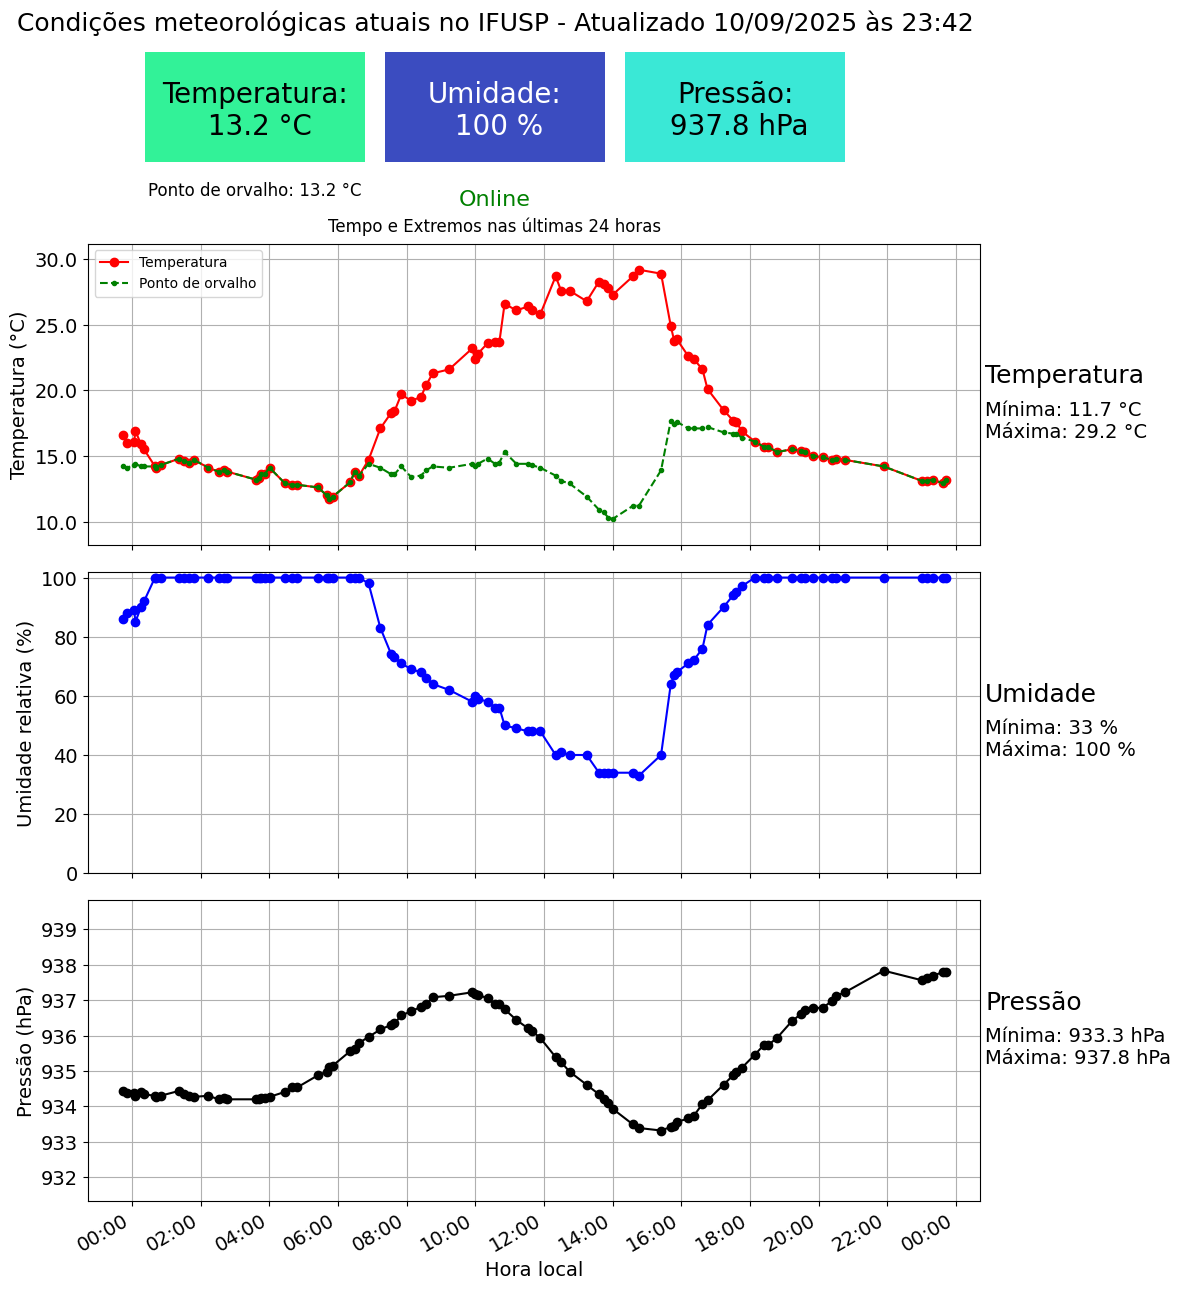 Condições meteorológicas atuais no IFUSP - Atualizado 10/09/2025 às 23:42
Temperatura:
13.2 °C
Umidade:
100 %
Pressão:
937.8 hPa
Ponto de orvalho: 13.2 °C
Online
Tempo e Extremos nas últimas 24 horas
Temperatura
Ponto de orvalho
Temperatura (°C)
30.0
25.0
20.0
15.0
10.0
Temperatura
Mínima: 11.7 °C
Máxima: 29.2 °C
Umidade relativa (%)
100
80
60
40
20
0
Umidade
Mínima: 33 %
Máxima: 100 %
Pressão (hPa)
939
938
937
936
935
934
933
932
Pressão
Mínima: 933.3 hPa
Máxima: 937.8 hPa
00:00 02:00 04:00 06:00 08:00 10:00 12:00 14:00 16:00 18:00 20:00 22:00 00:00
Hora local